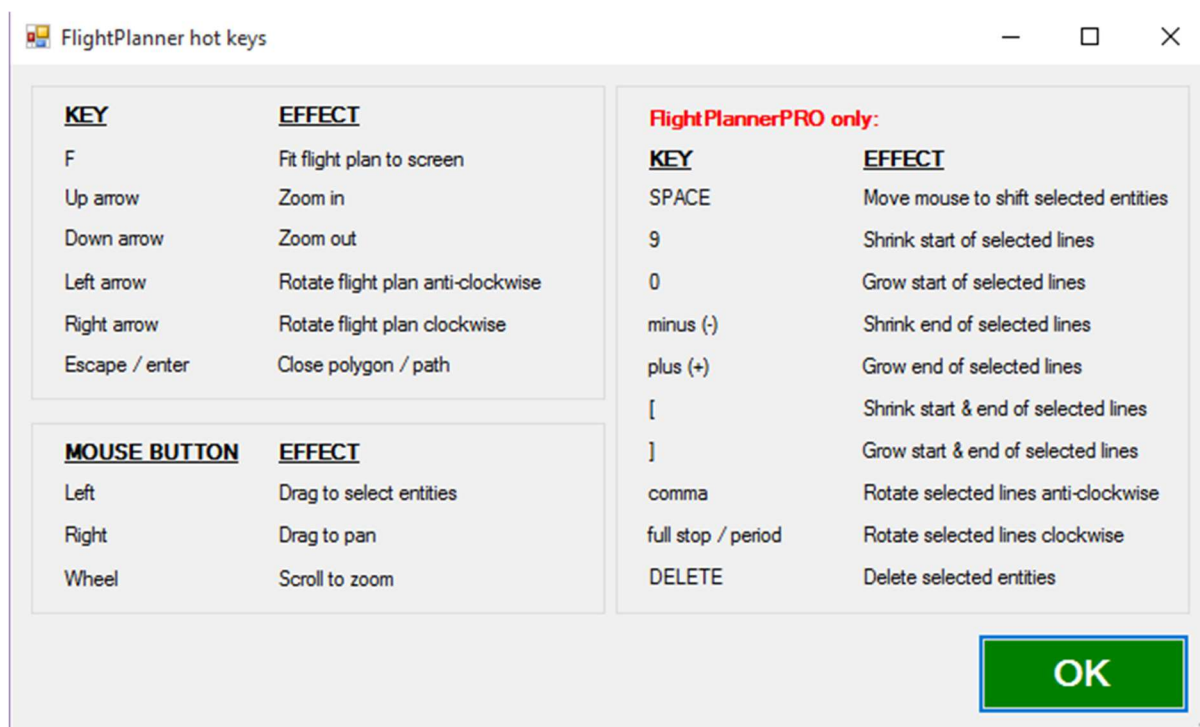 FlightPlanner hot keys
KEY EFFECT
F Fit flight plan to screen
Up arrow Zoom in
Down arrow Zoom out
Left arrow Rotate flight plan anti-clockwise
Right arrow Rotate flight plan clockwise
Escape / enter Close polygon / path
MOUSE BUTTON EFFECT
Left Drag to select entities
Right Drag to pan
Wheel Scroll to zoom
FlightPlannerPRO only:
KEY EFFECT
SPACE Move mouse to shift selected entities
9 Shrink start of selected lines
0 Grow start of selected lines
minus (-) Shrink end of selected lines
plus (+) Grow end of selected lines
[ Shrink start & end of selected lines
] Grow start & end of selected lines
comma Rotate selected lines anti-clockwise
full stop / period Rotate selected lines clockwise
DELETE Delete selected entities
OK